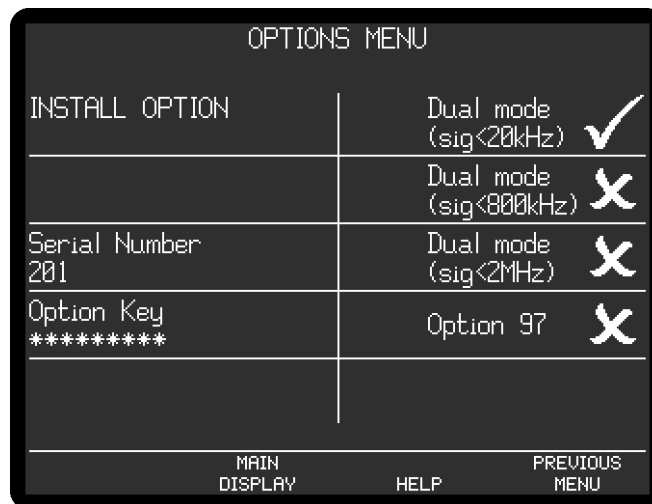 OPTIONS MENU
INSTALL OPTION
Dual mode
(sig<20kHz)
Dual mode
(sig<800kHz)
Serial Number
201
Dual mode
(sig<2MHz)
Option Key
*********
Option 97
MAIN
DISPLAY
HELP
PREVIOUS
MENU